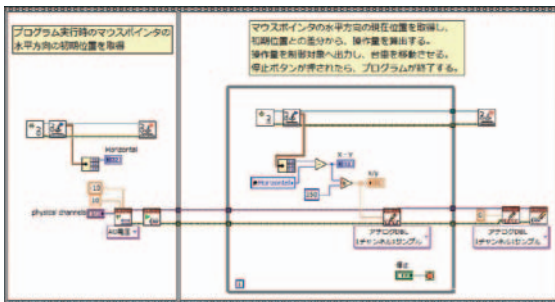 プログラム実行時のマウスポインタの
水平方向の初期位置を取得
マウスポインタの水平方向の現在位置を取得し、
初期位置との差分から、操作量を算出する。
操作量を制御対象へ出力し、台車を移動させる。
停止ボタンが押されたら、プログラムが終了する。
Horizontal
X-Y
Horizontal
x/y
150
-10
10
physical channels
AO電圧
アナログDBL
1チャンネル1サンプル
0
アナログDBL
1チャンネル1サンプル
停止
i